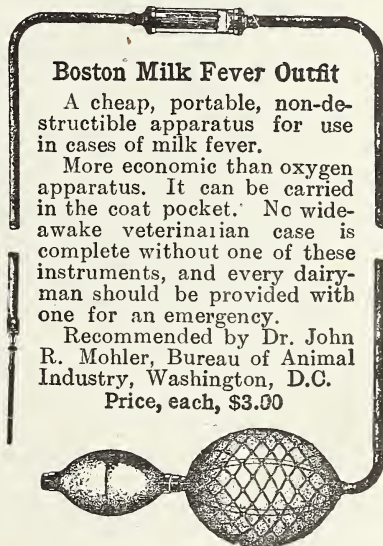 Boston Milk Fever Outfit
A cheap, portable, non-de-
structible apparatus for use
in cases of milk fever.
More economic than oxygen
apparatus. It can be carried
in the coat pocket. No wide-
awake veterinarian case is
complete without one of these
instruments, and every dairy-
man should be provided with
one for an emergency.
Recommended by Dr. John
R. Mohler, Bureau of Animal
Industry, Washington, D.C.
Price, each, $3.00